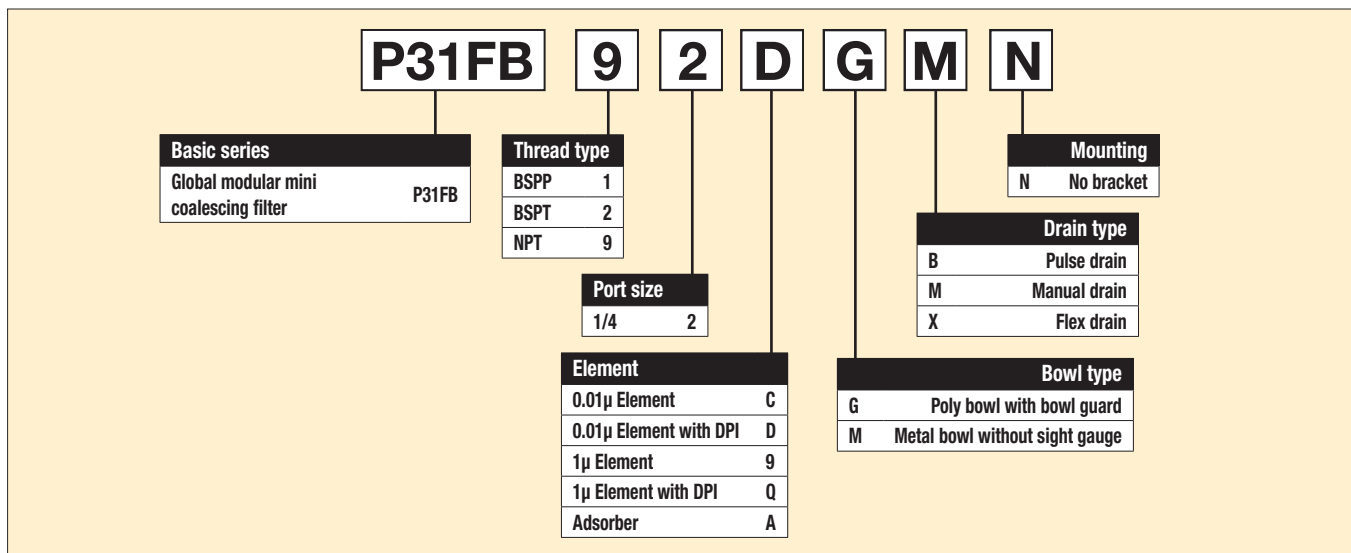 P31FB 9 2 D G M N
Basic series
Global modular mini
coalescing filter P31FB
Thread type
BSPP 1
BSPT 2
NPT 9
Port size
1/4 2
Element
0.01µ Element C
0.01µ Element with DPI D
1µ Element 9
1µ Element with DPI Q
Adsorber A
Mounting
N No bracket
Drain type
B Pulse drain
M Manual drain
X Flex drain
Bowl type
G Poly bowl with bowl guard
M Metal bowl without sight gauge